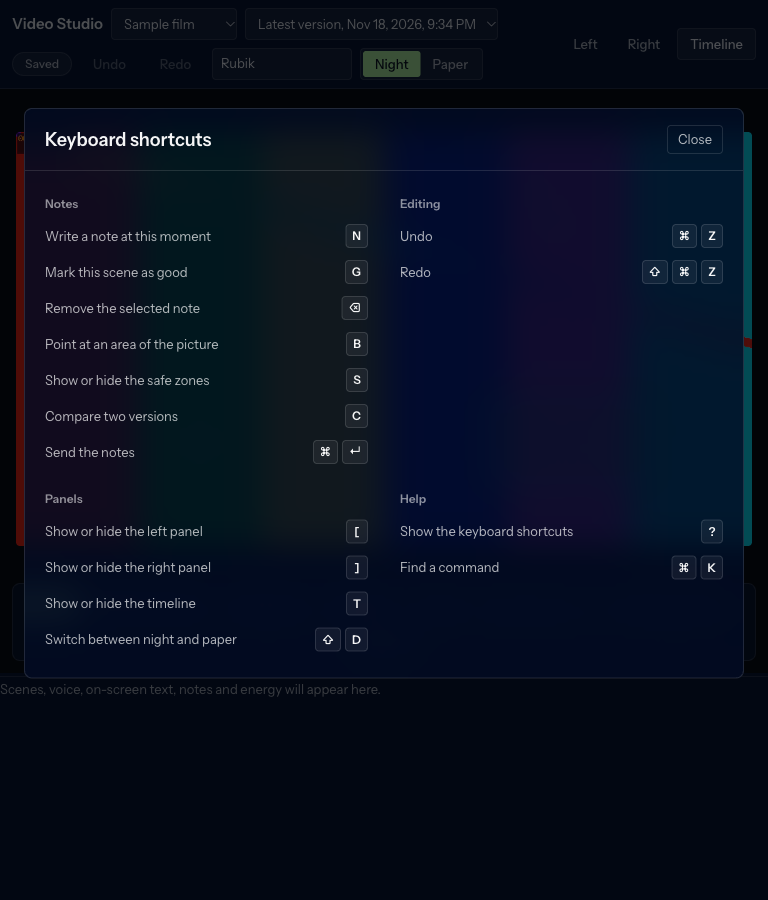 Video Studio
Sample film
Latest version, Nov 18, 2026, 9:34 PM
Left
Right
Timeline
Saved
Undo
Redo
Rubik
Night
Paper
Keyboard shortcuts
Close
Notes
Write a note at this moment N
Mark this scene as good G
Remove the selected note ⌫
Point at an area of the picture B
Show or hide the safe zones S
Compare two versions C
Send the notes ⌘ ↵
Editing
Undo ⌘ Z
Redo ⇧ ⌘ Z
Panels
Show or hide the left panel [
Show or hide the right panel ]
Show or hide the timeline T
Switch between night and paper ⇧ D
Help
Show the keyboard shortcuts ?
Find a command ⌘ K
Scenes, voice, on-screen text, notes and energy will appear here.